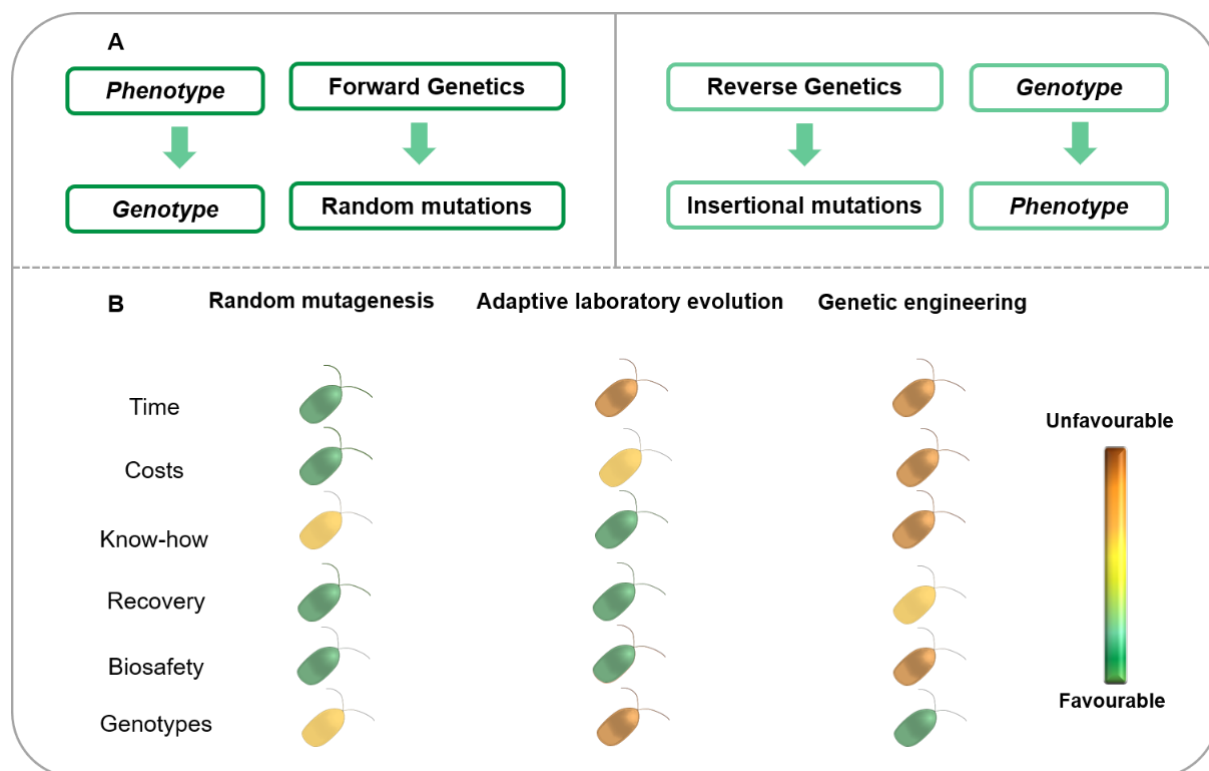 A
Phenotype
Forward Genetics
Reverse Genetics
Genotype
Genotype
Random mutations
Insertional mutations
Phenotype
B
Random mutagenesis
Adaptive laboratory evolution
Genetic engineering
Time
Unfavourable
Costs
Know-how
Recovery
Biosafety
Favourable
Genotypes